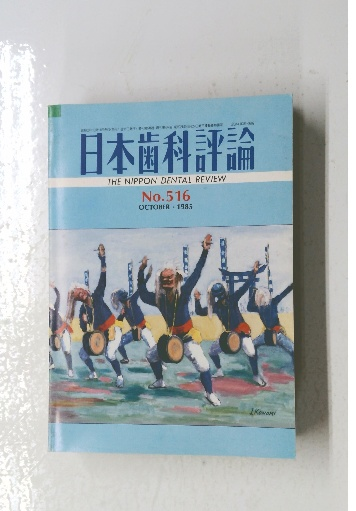 日本歯科評論
THE NIPPON DENTAL REVIEW
No.516
OCTOBER · 1985